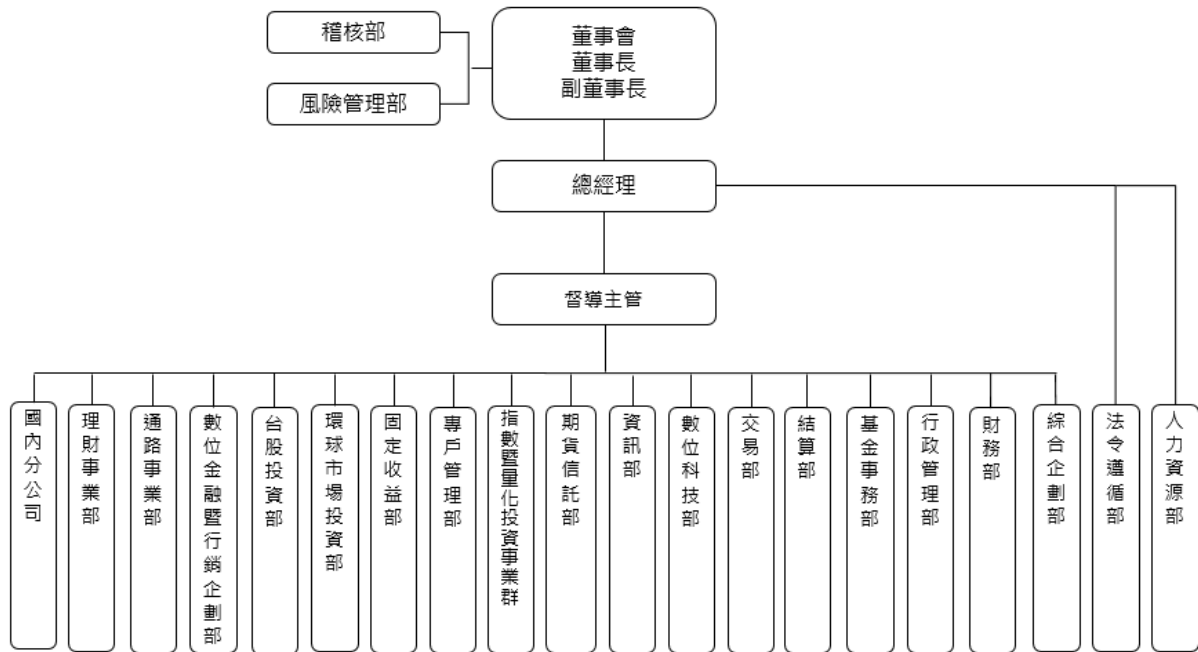 稽核部
風險管理部
董事會
董事長
副董事長
總經理
督導主管
國內分公司
理財事業部
通路事業部
數位金融暨行銷企劃部
台股投資部
環球市場投資部
固定收益部
專戶管理部
指數暨量化投資事業群
期貨信託部
資訊部
數位科技部
交易部
結算部
基金事務部
行政管理部
財務部
綜合企劃部
法令遵循部
人力資源部